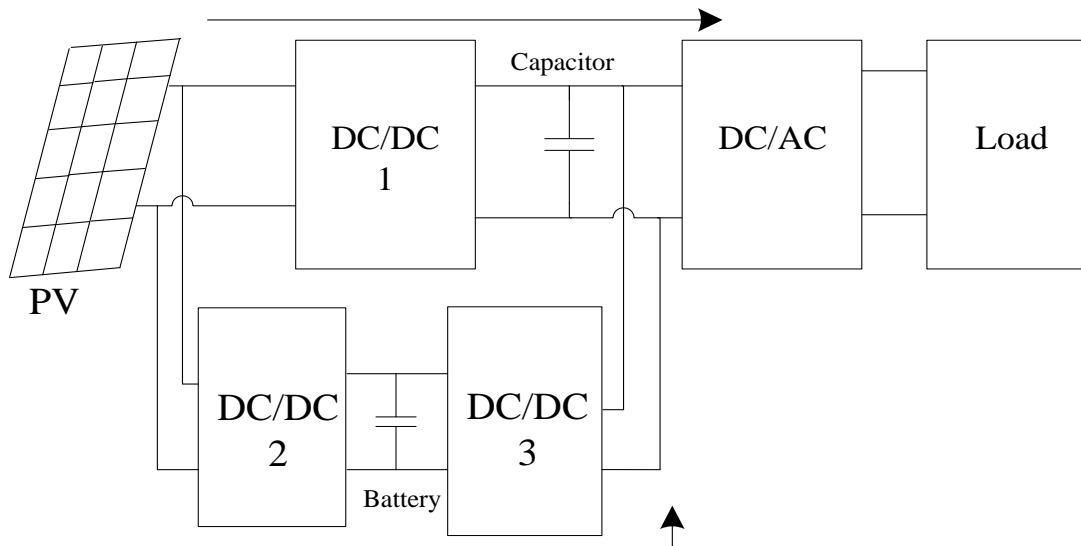 Capacitor
DC/DC
1
DC/AC
Load
PV
DC/DC
2
DC/DC
3
Battery